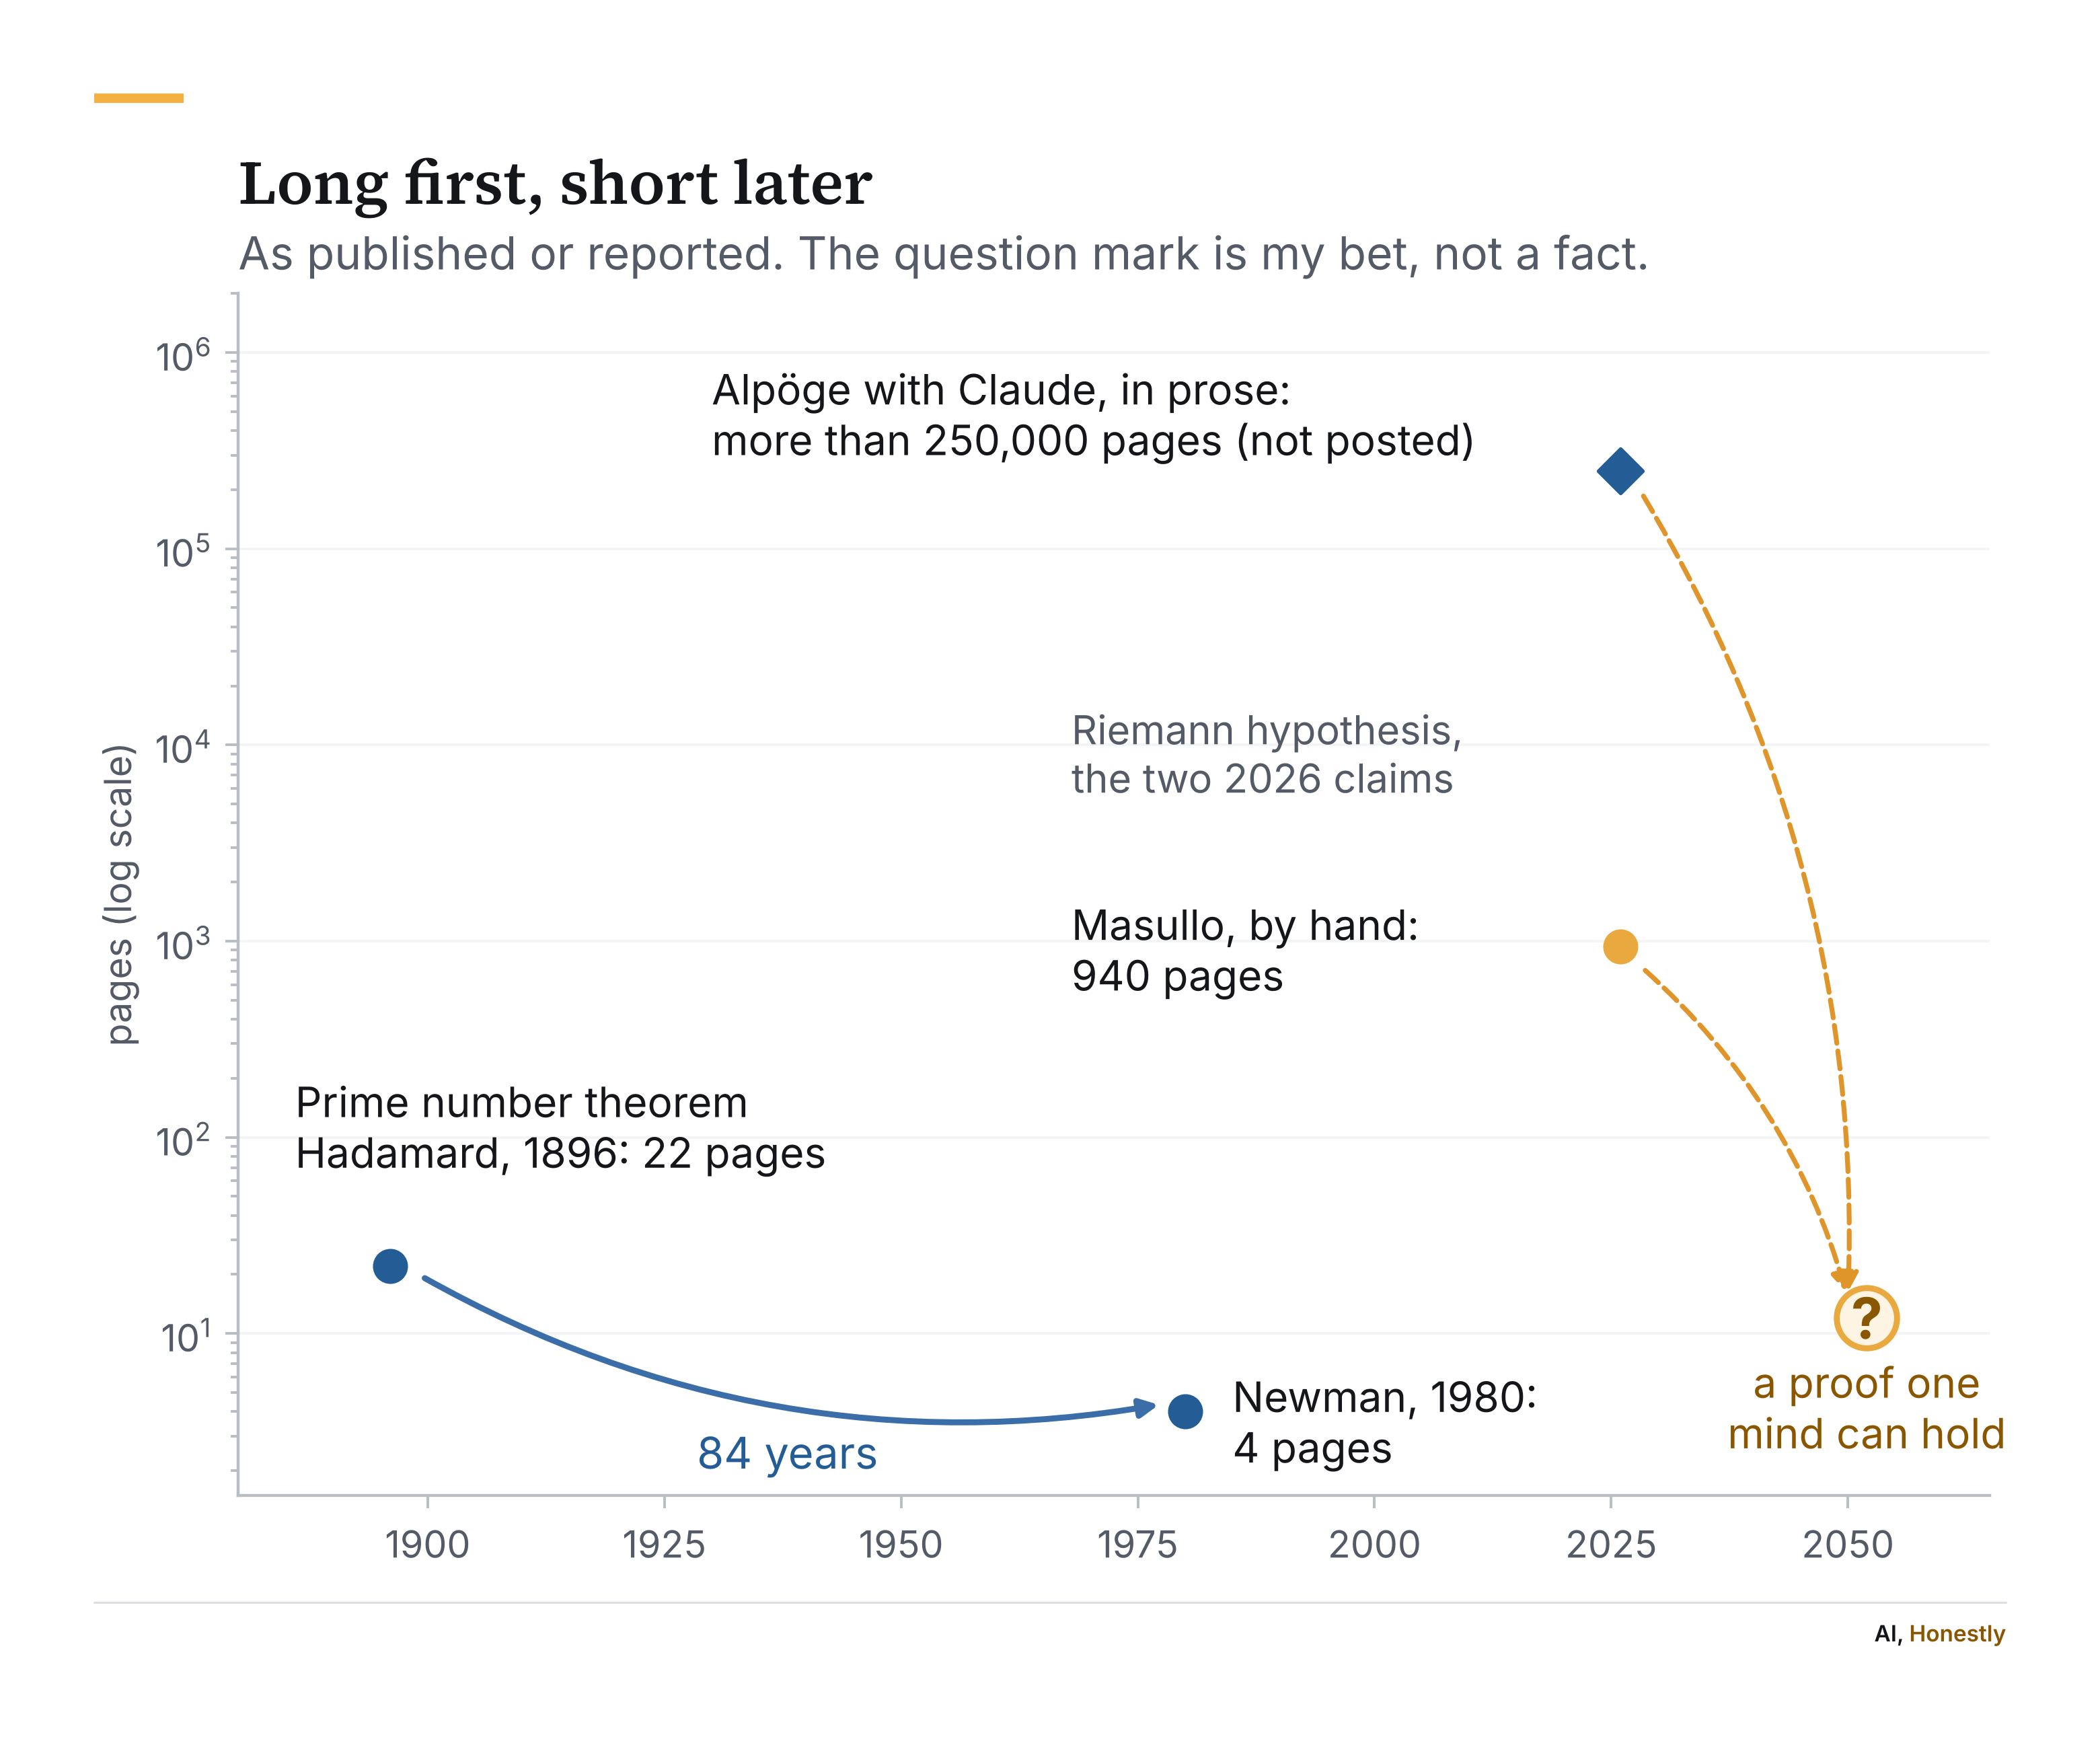 Long first, short later
As published or reported. The question mark is my bet, not a fact.
10⁶
Alpöge with Claude, in prose:
more than 250,000 pages (not posted)
10⁵
Riemann hypothesis,
10⁴
the two 2026 claims
pages (log scale)
Masullo, by hand:
10³
940 pages
Prime number theorem
10²
Hadamard, 1896: 22 pages
?
10¹
a proof one
mind can hold
Newman, 1980:
4 pages
84 years
1900 1925 1950 1975 2000 2025 2050
AI, Honestly